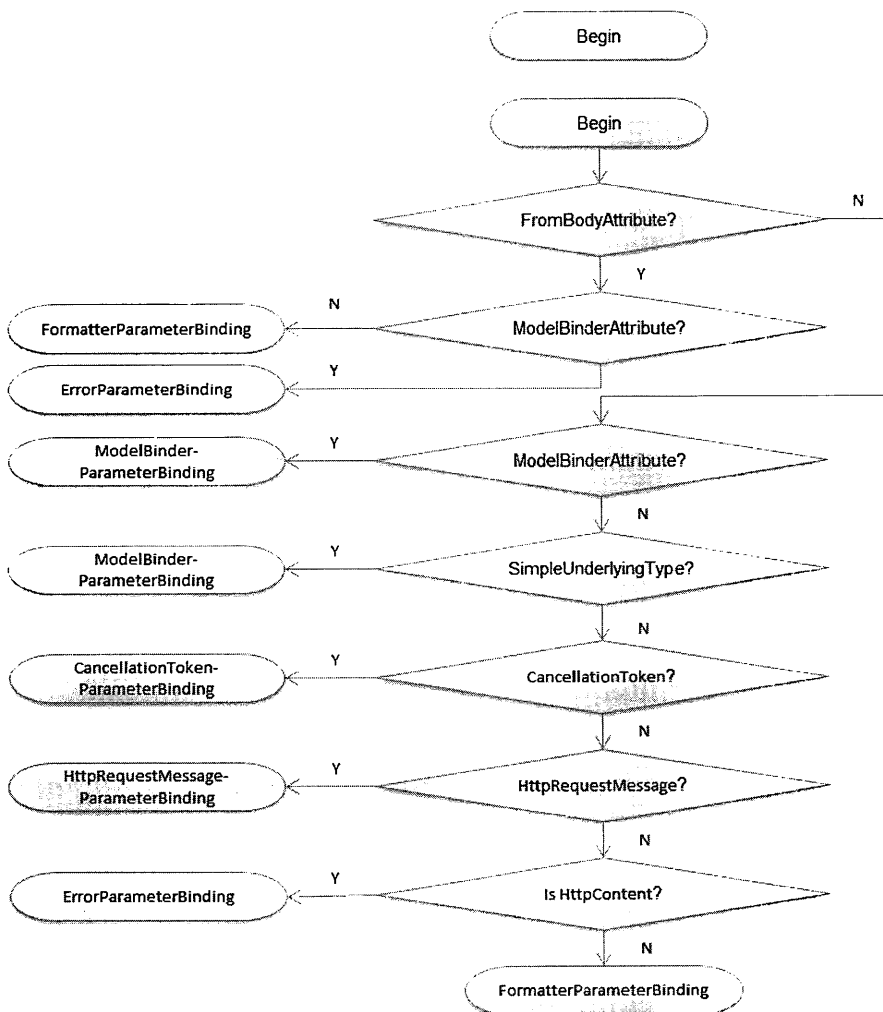 Begin
Begin
N
FromBodyAttribute?
Y
N
FormatterParameterBinding
ModelBinderAttribute?
Y
ErrorParameterBinding
ModelBinder-
ParameterBinding
Y
ModelBinderAttribute?
N
ModelBinder-
ParameterBinding
Y
SimpleUnderlyingType?
N
CancellationToken-
ParameterBinding
Y
CancellationToken?
N
HttpRequestMessage-
ParameterBinding
Y
HttpRequestMessage?
N
ErrorParameterBinding
Y
Is HttpContent?
N
FormatterParameterBinding